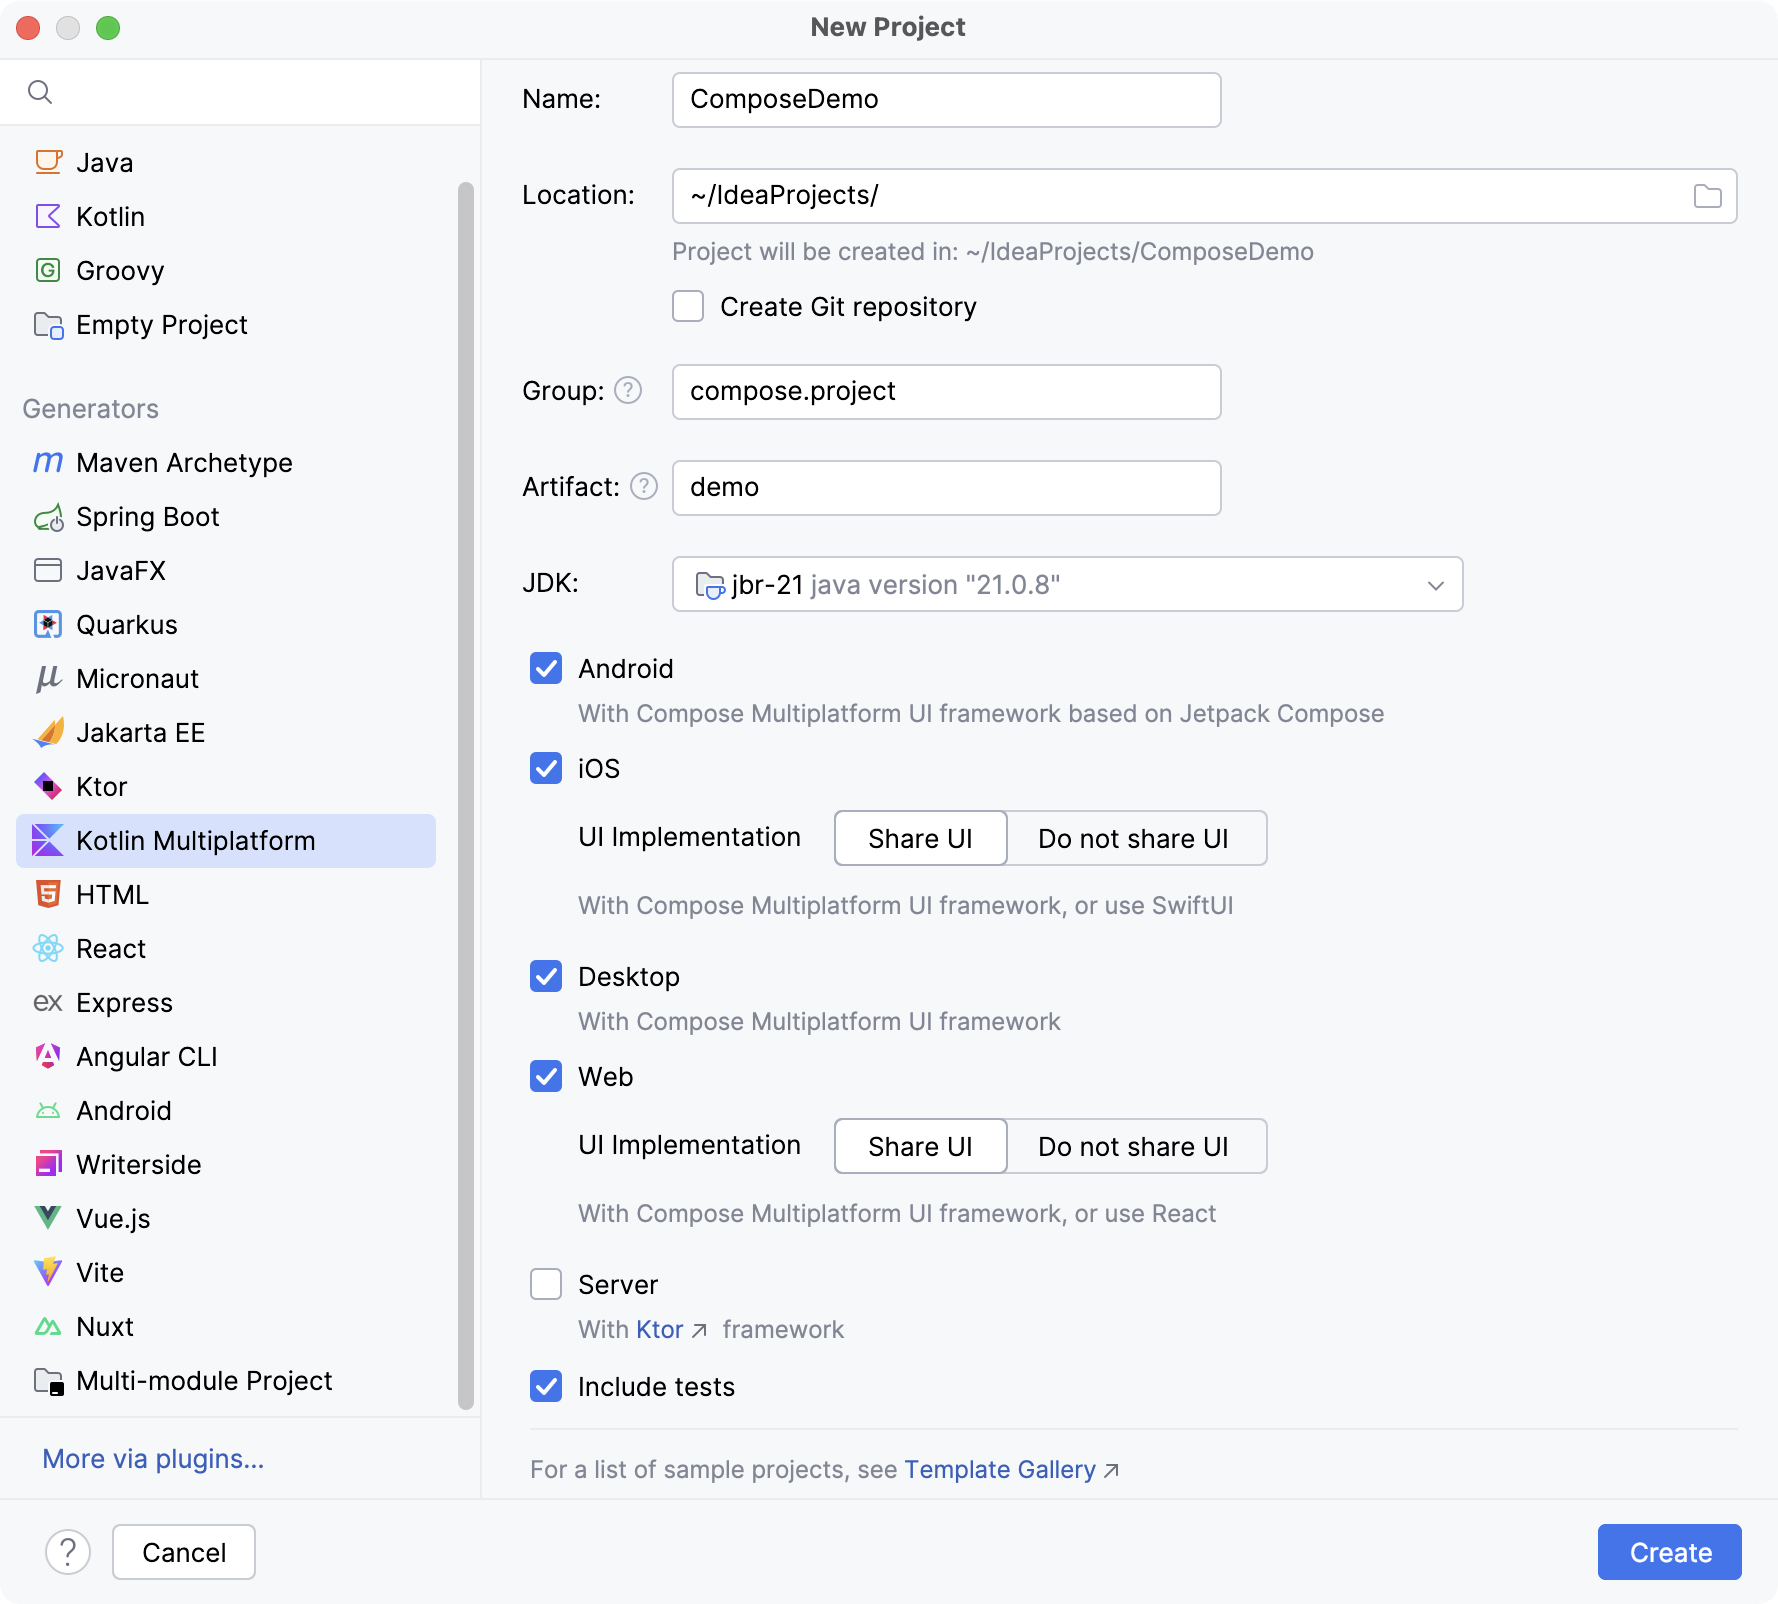 New Project
Java
Kotlin
Groovy
Empty Project
Generators
Maven Archetype
Spring Boot
JavaFX
Quarkus
Micronaut
Jakarta EE
Ktor
Kotlin Multiplatform
HTML
React
ex Express
Angular CLI
Android
Writerside
Vue.js
Vite
Nuxt
Multi-module Project
More via plugins...
Name: ComposeDemo
Location: ~/IdeaProjects/
Project will be created in: ~/IdeaProjects/ComposeDemo
Create Git repository
Group: ? compose.project
Artifact: ? demo
JDK: jbr-21 java version "21.0.8"
Android
With Compose Multiplatform UI framework based on Jetpack Compose
iOS
UI Implementation Share UI Do not share UI
With Compose Multiplatform UI framework, or use SwiftUI
Desktop
With Compose Multiplatform UI framework
Web
UI Implementation Share UI Do not share UI
With Compose Multiplatform UI framework, or use React
Server
With Ktor ↗ framework
Include tests
For a list of sample projects, see Template Gallery ↗
? Cancel Create